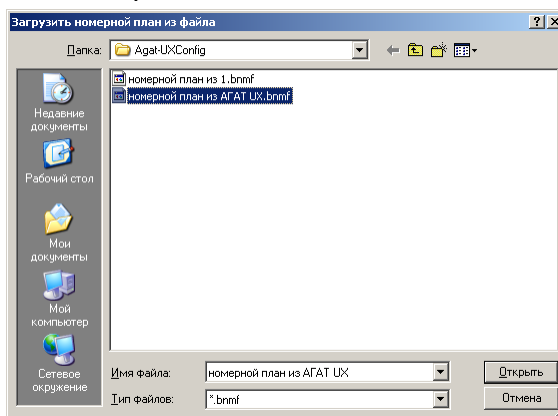 Загрузить номерной план из файла
Папка: Agat-UXConfig
номерной план из 1.bnmf
номерной план из АГАТ UX.bnmf
Недавние
документы
Рабочий стол
Мои
документы
Мой
компьютер
Сетевое
окружение
Имя файла: номерной план из АГАТ UX Открыть
Тип файлов: *.bnmf Отмена